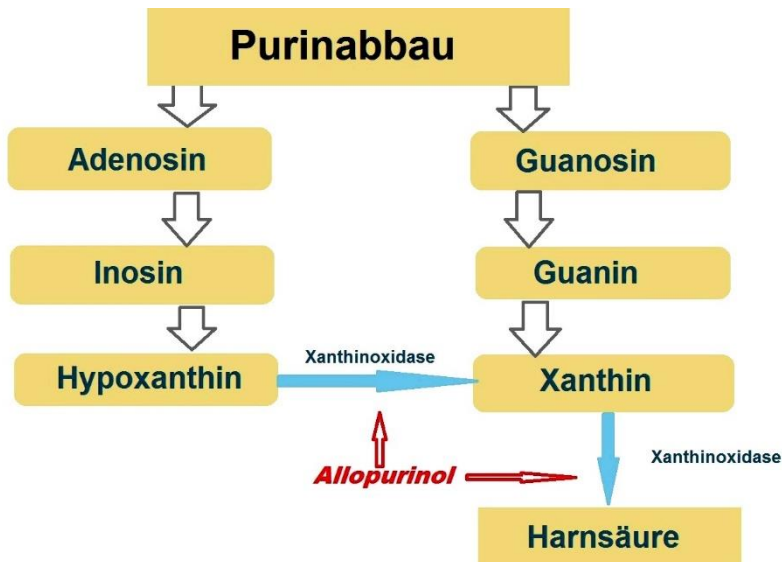 Purinabbau
Adenosin
Guanosin
Inosin
Guanin
Xanthinoxidase
Hypoxanthin
Xanthin
Allopurinol
Xanthinoxidase
Harnsäure